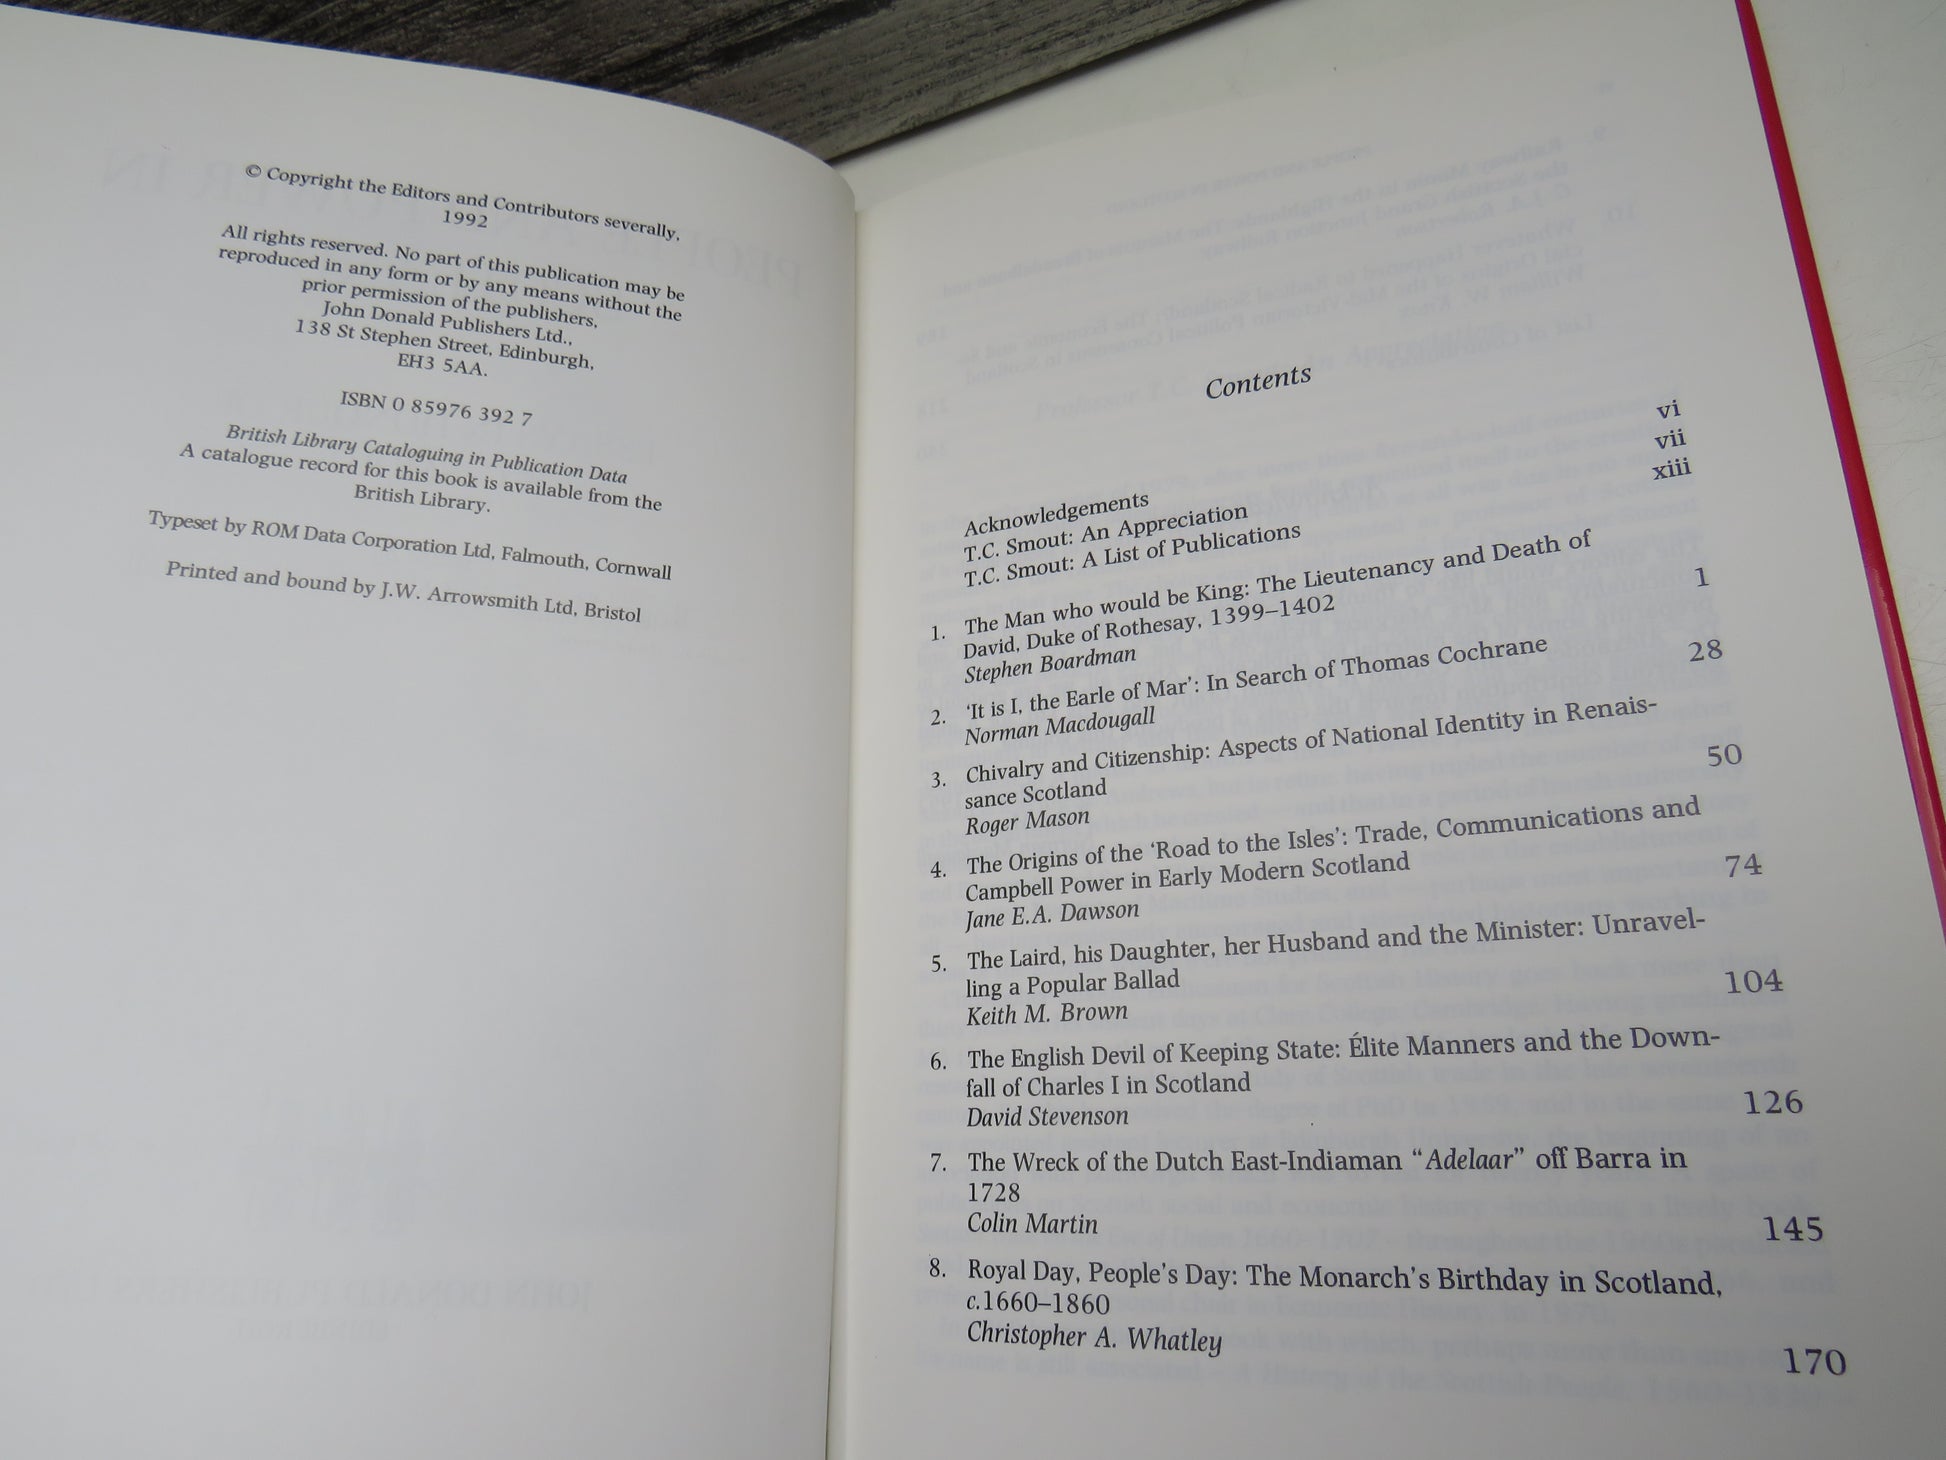 © Copyright the Editors and Contributors severally,
1992
All rights reserved. No part of this publication may be
reproduced in any form or by any means without the
prior permission of the publishers,
John Donald Publishers Ltd.,
138 St Stephen Street, Edinburgh,
EH3 5AA.
ISBN 0 85976 392 7
British Library Cataloguing in Publication Data
A catalogue record for this book is available from the
British Library.
Typeset by ROM Data Corporation Ltd, Falmouth, Cornwall
Printed and bound by J.W. Arrowsmith Ltd, Bristol
Contents
Acknowledgements vi
T.C. Smout: An Appreciation vii
T.C. Smout: A List of Publications xiii
1. The Man who would be King: The Lieutenancy and Death of
David, Duke of Rothesay, 1399–1402 1
Stephen Boardman
2. ‘It is I, the Earle of Mar’: In Search of Thomas Cochrane 28
Norman Macdougall
3. Chivalry and Citizenship: Aspects of National Identity in Renais-
sance Scotland 50
Roger Mason
4. The Origins of the ‘Road to the Isles’: Trade, Communications and
Campbell Power in Early Modern Scotland 74
Jane E.A. Dawson
5. The Laird, his Daughter, her Husband and the Minister: Unravel-
ling a Popular Ballad 104
Keith M. Brown
6. The English Devil of Keeping State: Élite Manners and the Down-
fall of Charles I in Scotland 126
David Stevenson
7. The Wreck of the Dutch East-Indiaman “Adelaar” off Barra in
1728 145
Colin Martin
8. Royal Day, People’s Day: The Monarch’s Birthday in Scotland,
c.1660–1860 170
Christopher A. Whatley